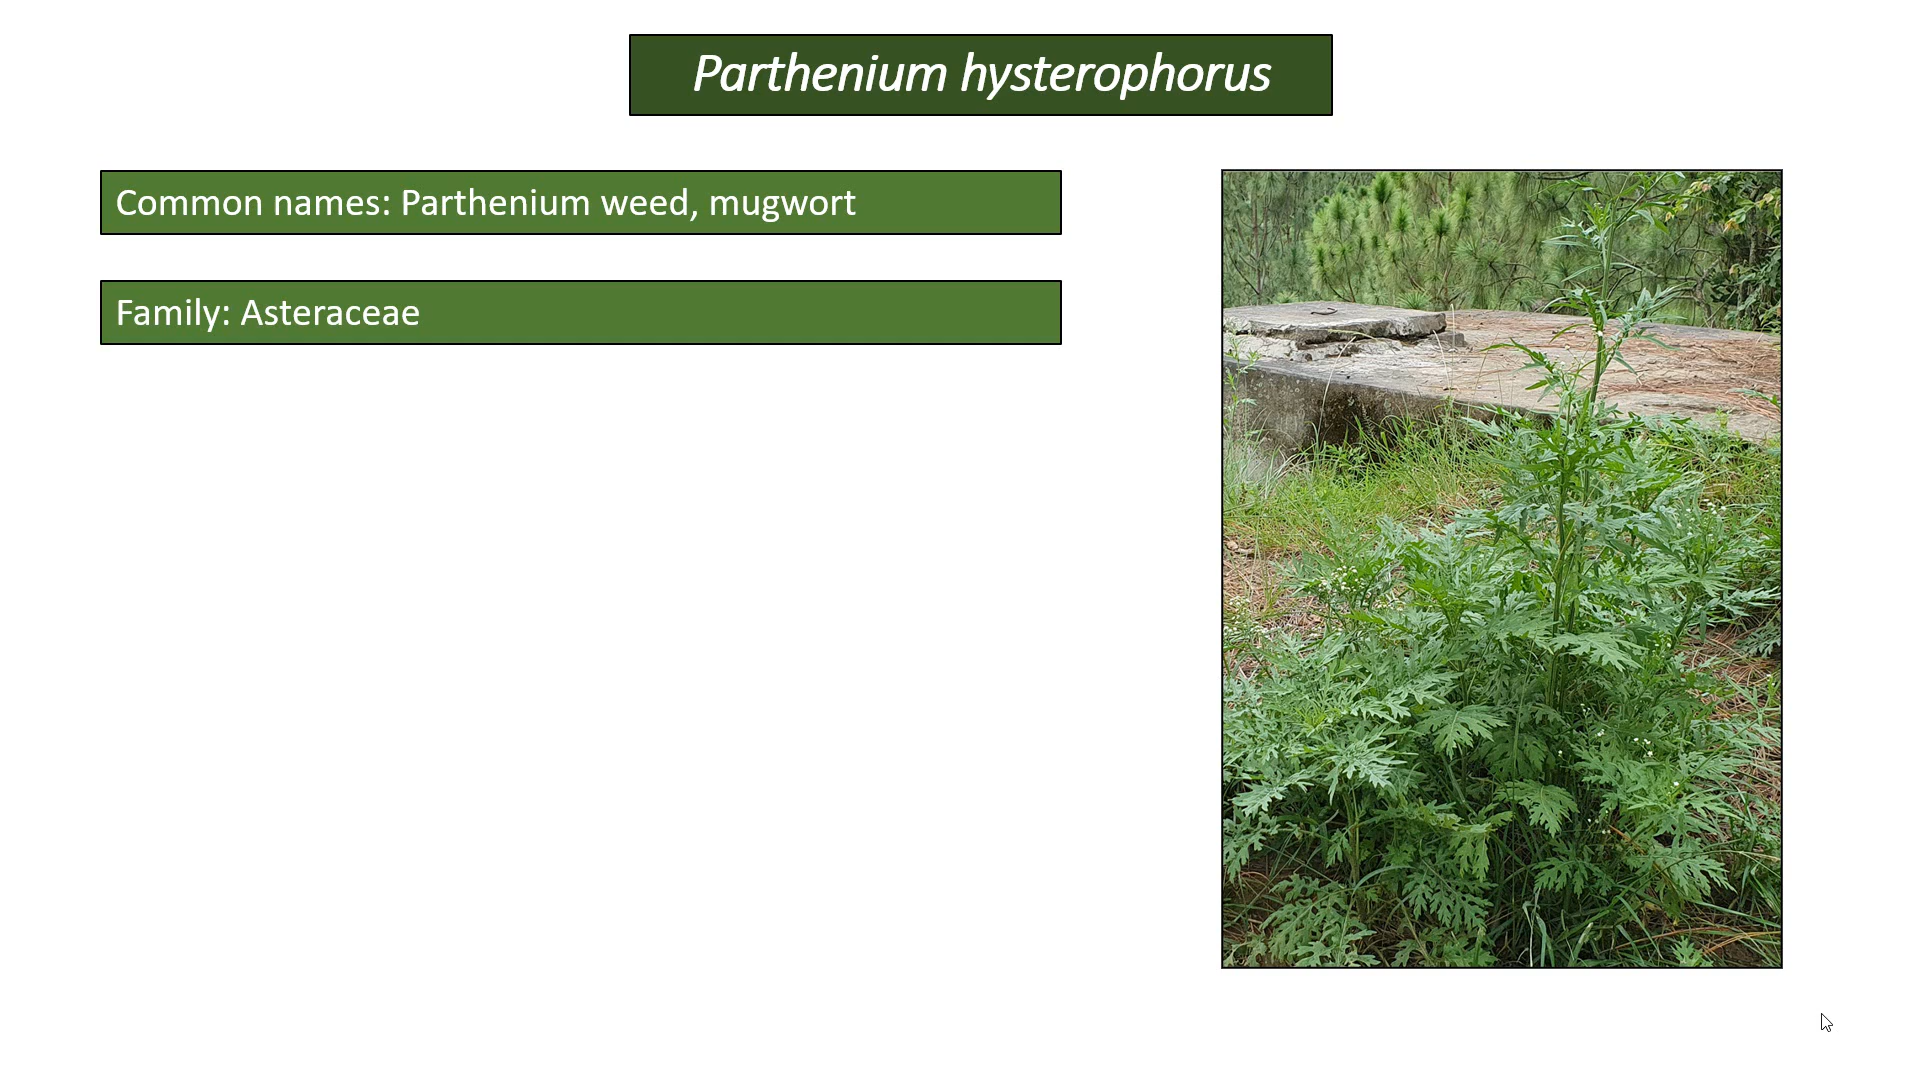 Parthenium hysterophorus
Common names: Parthenium weed, mugwort
Family: Asteraceae